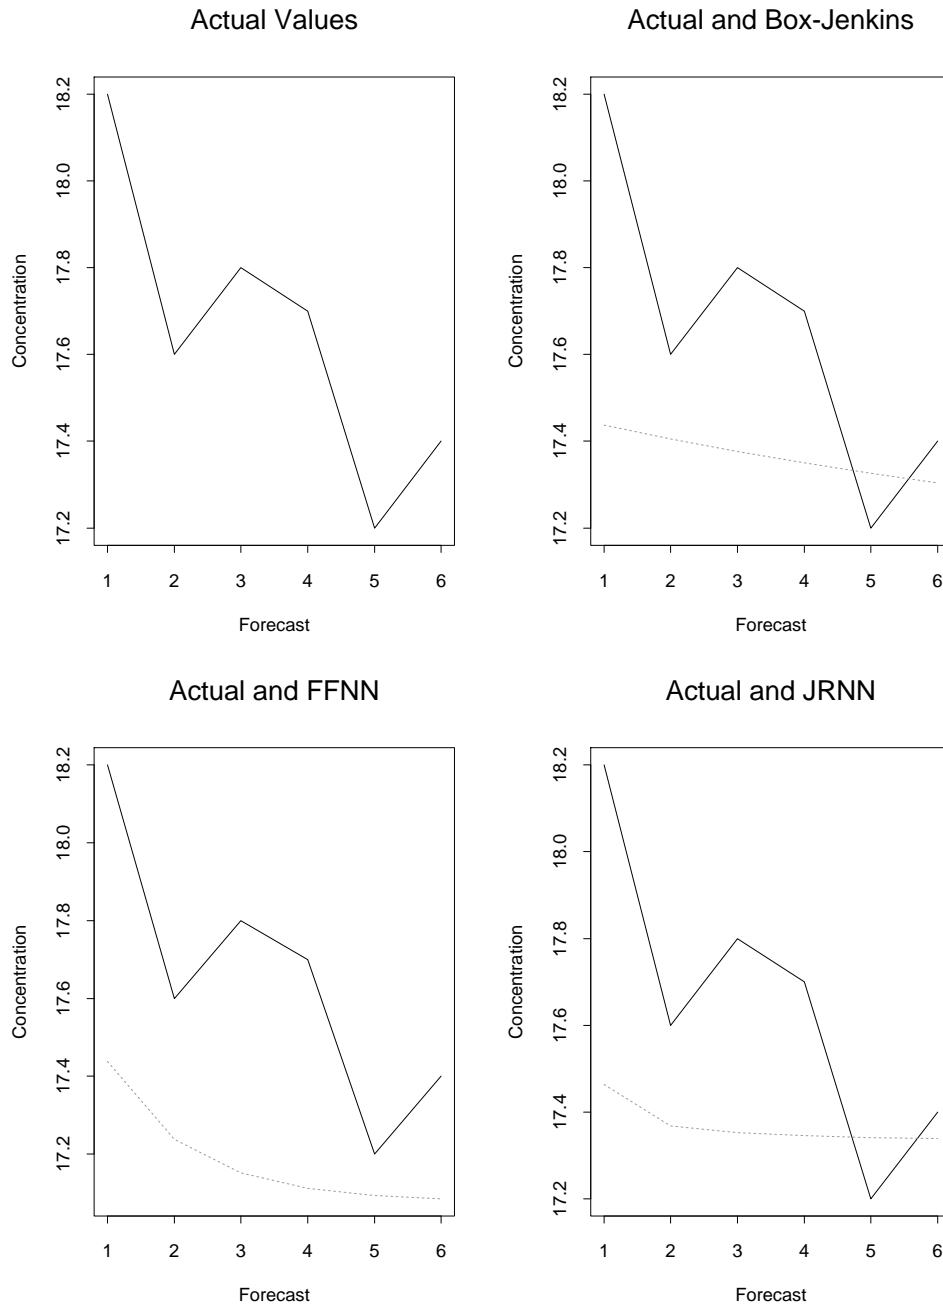 Actual Values
Concentration
18.2
18.0
17.8
17.6
17.4
17.2
1 2 3 4 5 6
Forecast
Actual and Box-Jenkins
Concentration
18.2
18.0
17.8
17.6
17.4
17.2
1 2 3 4 5 6
Forecast
Actual and FFNN
Concentration
18.2
18.0
17.8
17.6
17.4
17.2
1 2 3 4 5 6
Forecast
Actual and JRNN
Concentration
18.2
18.0
17.8
17.6
17.4
17.2
1 2 3 4 5 6
Forecast